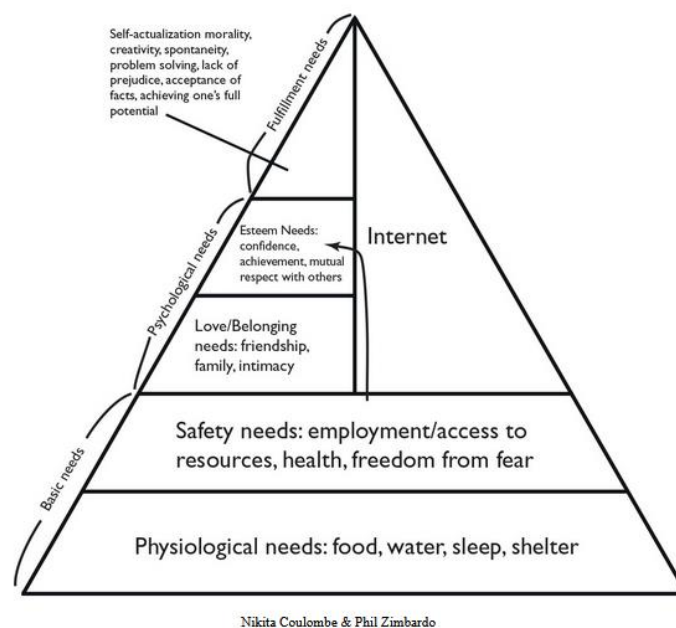 Self-actualization morality,
creativity, spontaneity,
problem solving, lack of
prejudice, acceptance of
facts, achieving one's full
potential
Fulfillment needs
Psychological needs
Basic needs
Esteem Needs:
confidence,
achievement, mutual
respect with others
Internet
Love/Belonging
needs: friendship,
family, intimacy
Safety needs: employment/access to
resources, health, freedom from fear
Physiological needs: food, water, sleep, shelter
Nikita Coulombe & Phil Zimbardo